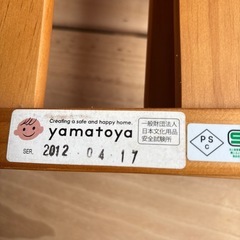 Creating a safe and happy home.
yamatoya
一般財団法人
日本文化用品
安全試験所
SER. 2012 . 04 . 17
PS
C
S